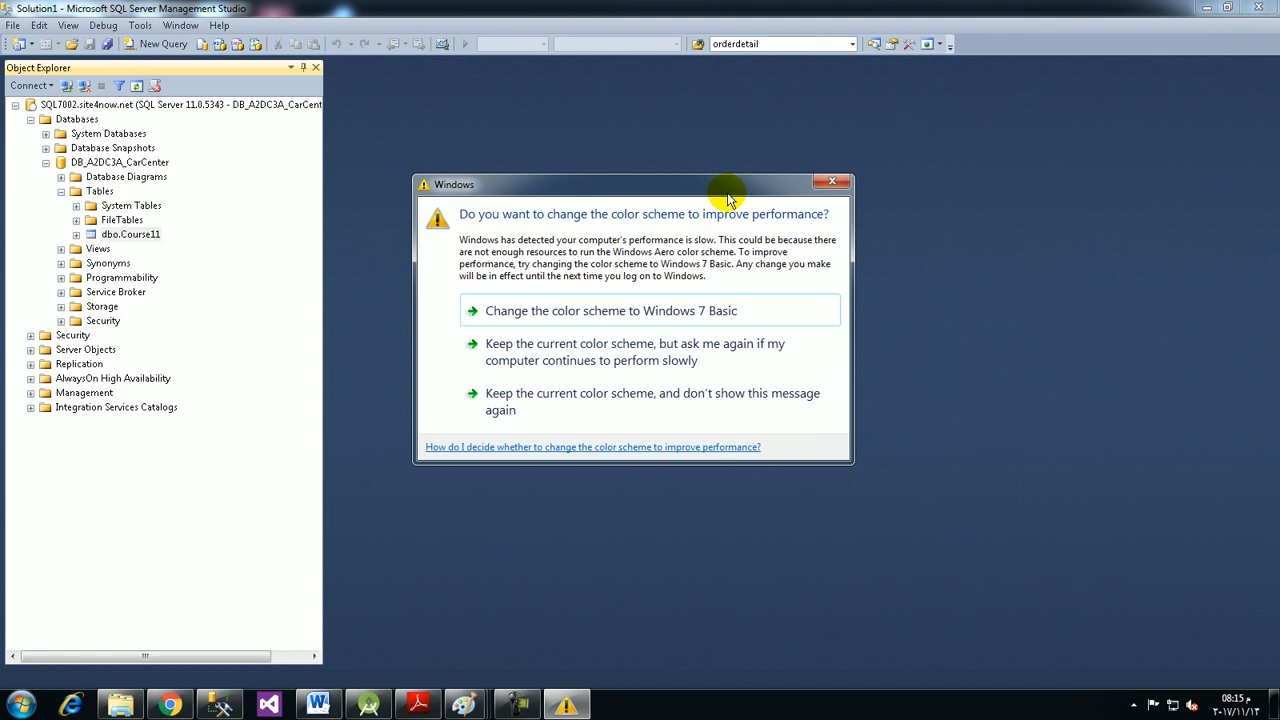 Solution1 - Microsoft SQL Server Management Studio
File Edit View Debug Tools Window Help
New Query
orderdetail
Object Explorer
Connect
SQL7002.site4now.net (SQL Server 11.0.5343 - DB_A2DC3A_CarCent
Databases
System Databases
Database Snapshots
DB_A2DC3A_CarCenter
Database Diagrams
Tables
System Tables
FileTables
dbo.Course11
Views
Synonyms
Programmability
Service Broker
Storage
Security
Security
Server Objects
Replication
AlwaysOn High Availability
Management
Integration Services Catalogs
Windows
Do you want to change the color scheme to improve performance?
Windows has detected your computer's performance is slow. This could be because there
are not enough resources to run the Windows Aero color scheme. To improve
performance, try changing the color scheme to Windows 7 Basic. Any change you make
will be in effect until the next time you log on to Windows.
Change the color scheme to Windows 7 Basic
Keep the current color scheme, but ask me again if my
computer continues to perform slowly
Keep the current color scheme, and don't show this message
again
How do I decide whether to change the color scheme to improve performance?
08:15 م
٢٠١٧/١١/١٣